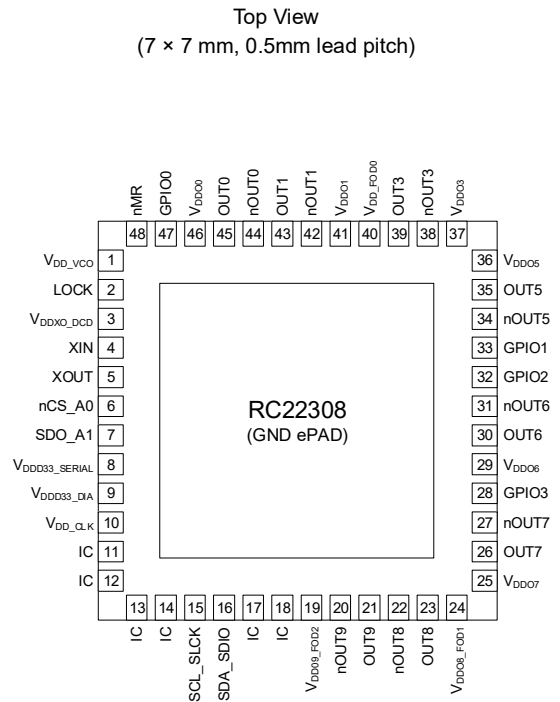 Top View
(7 × 7 mm, 0.5mm lead pitch)
nMR
GPIO0
VDDO0
OUT0
nOUT0
OUT1
nOUT1
VDDO1
VDD_FOD0
OUT3
nOUT3
VDDO3
48 47 46 45 44 43 42 41 40 39 38 37
VDD_VCO 1
LOCK 2
VDDXO_DCD 3
XIN 4
XOUT 5
nCS_A0 6
SDO_A1 7
VDDD33_SERIAL 8
VDDD33_DIA 9
VDD_CLK 10
IC 11
IC 12
RC22308
(GND ePAD)
36 VDDO5
35 OUT5
34 nOUT5
33 GPIO1
32 GPIO2
31 nOUT6
30 OUT6
29 VDDO6
28 GPIO3
27 nOUT7
26 OUT7
25 VDDO7
13 14 15 16 17 18 19 20 21 22 23 24
IC
IC
SCL_SLCK
SDA_SDIO
IC
IC
VDD09_FOD2
nOUT9
OUT9
nOUT8
OUT8
VDDO8_FOD1